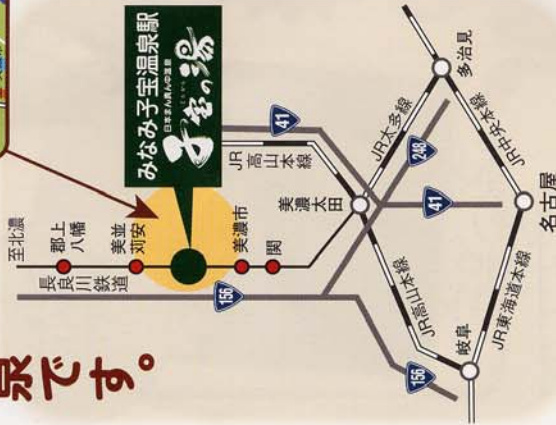 泉です。
至北濃
郡上
八幡
美並
苅安
長良
川鉄
道
みなみ子宝温泉駅
日本まん真ん中温泉
子宝の湯
美濃市
関
156
41
JR
高山
本線
美濃
太田
JR太多線
248
多治見
JR高山本線
41
JR中央本線
156
岐阜
JR東海道本線
名古屋